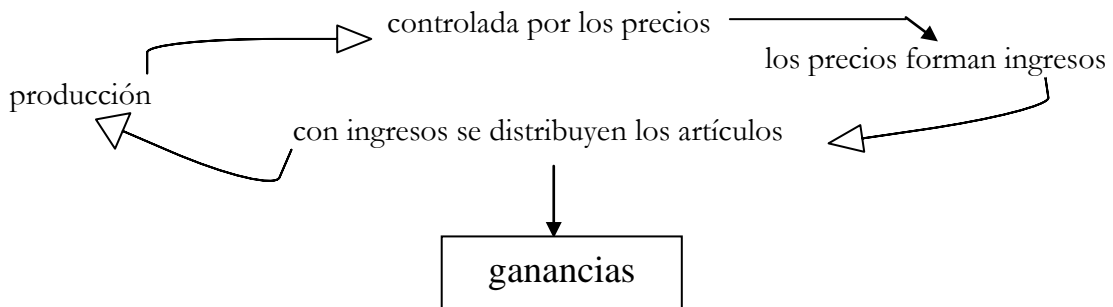 controlada por los precios
los precios forman ingresos
producción
con ingresos se distribuyen los artículos
ganancias